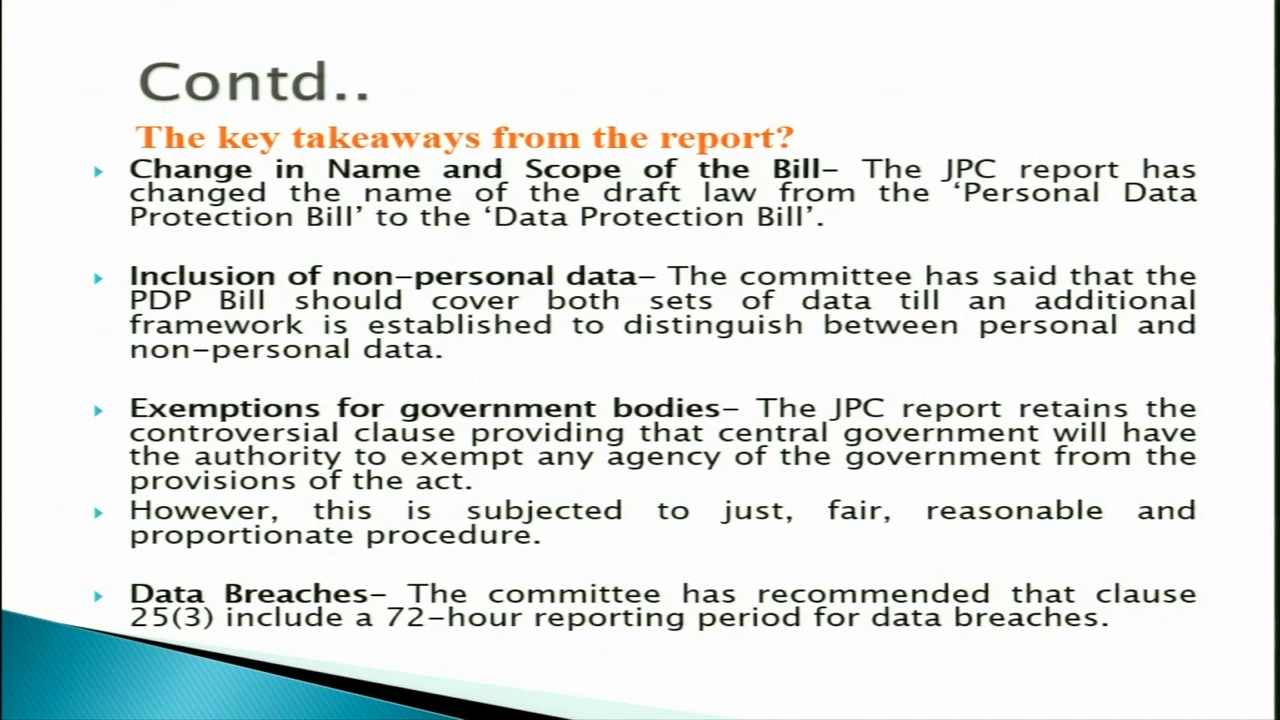 Contd..
The key takeaways from the report?
Change in Name and Scope of the Bill– The JPC report has
changed the name of the draft law from the ‘Personal Data
Protection Bill’ to the ‘Data Protection Bill’.
Inclusion of non–personal data– The committee has said that the
PDP Bill should cover both sets of data till an additional
framework is established to distinguish between personal and
non–personal data.
Exemptions for government bodies– The JPC report retains the
controversial clause providing that central government will have
the authority to exempt any agency of the government from the
provisions of the act.
However, this is subjected to just, fair, reasonable and
proportionate procedure.
Data Breaches– The committee has recommended that clause
25(3) include a 72–hour reporting period for data breaches.